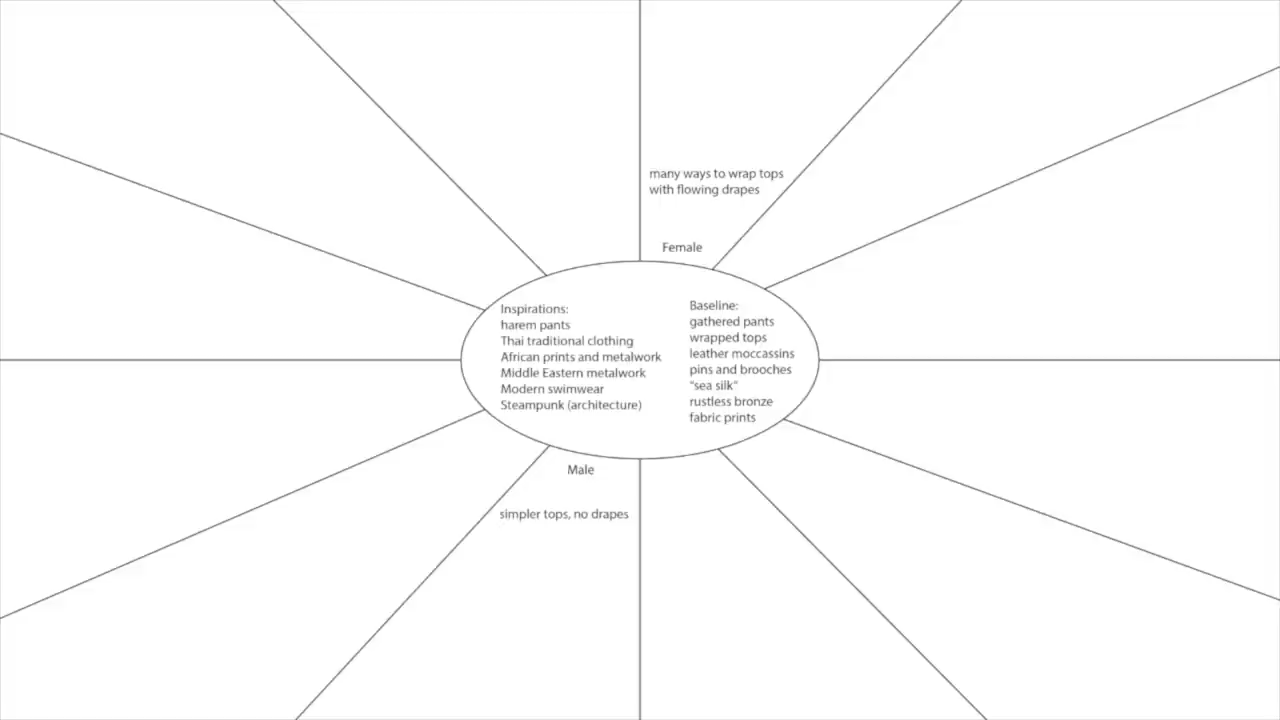 many ways to wrap tops
with flowing drapes
Female
Inspirations:
harem pants
Thai traditional clothing
African prints and metalwork
Middle Eastern metalwork
Modern swimwear
Steampunk (architecture)
Baseline:
gathered pants
wrapped tops
leather moccassins
pins and brooches
"sea silk"
rustless bronze
fabric prints
Male
simpler tops, no drapes